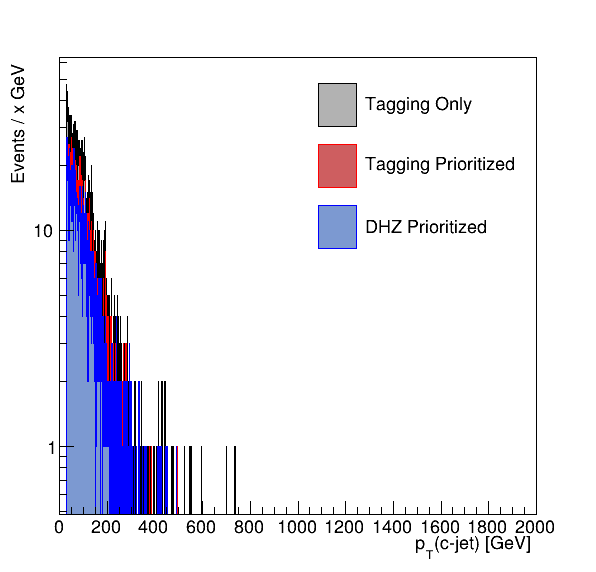 Events / x GeV
Tagging Only
Tagging Prioritized
DHZ Prioritized
10
1
0 200 400 600 800 1000 1200 1400 1600 1800 2000
p_T(c-jet) [GeV]